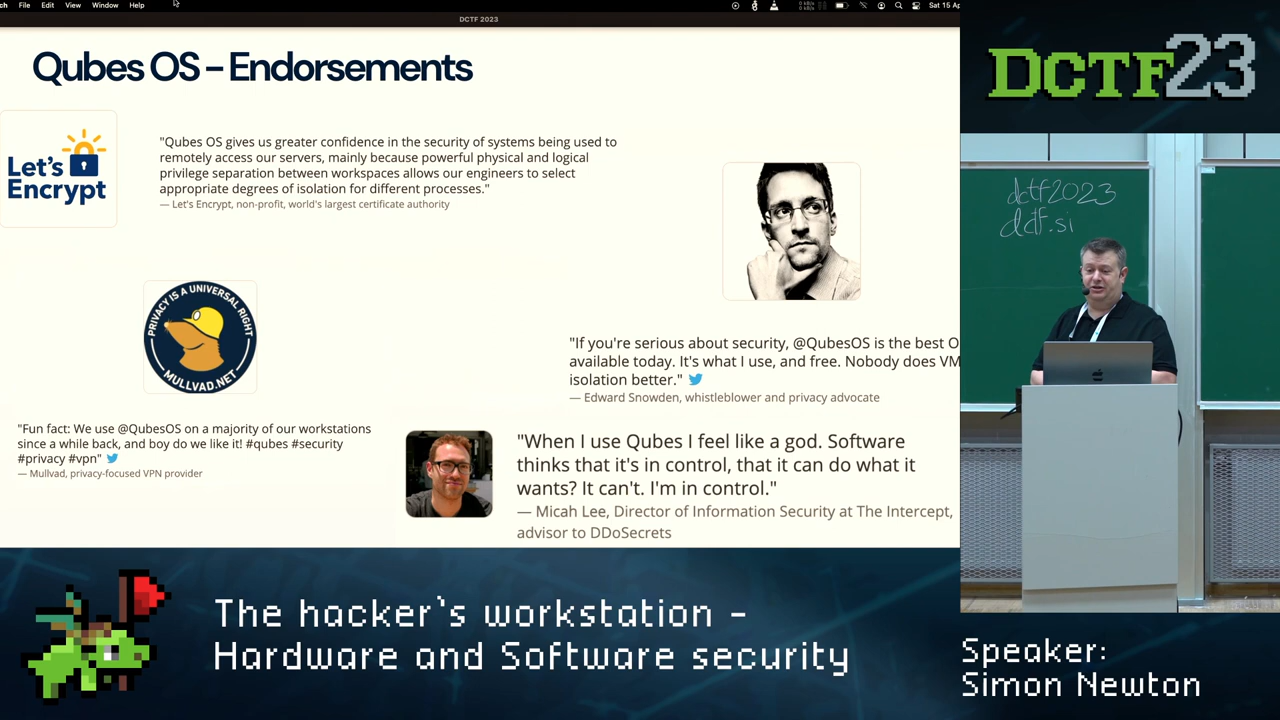 ch File Edit View Window Help
0 kB/s
0 kB/s
Sat 15 Ap
DCTF 2023
Qubes OS – Endorsements
Let's
Encrypt
"Qubes OS gives us greater confidence in the security of systems being used to
remotely access our servers, mainly because powerful physical and logical
privilege separation between workspaces allows our engineers to select
appropriate degrees of isolation for different processes."
— Let's Encrypt, non-profit, world's largest certificate authority
PRIVACY IS A UNIVERSAL RIGHT
MULLVAD.NET
"Fun fact: We use @QubesOS on a majority of our workstations
since a while back, and boy do we like it! #qubes #security
#privacy #vpn"
— Mullvad, privacy-focused VPN provider
"If you're serious about security, @QubesOS is the best O
available today. It's what I use, and free. Nobody does VM
isolation better."
— Edward Snowden, whistleblower and privacy advocate
"When I use Qubes I feel like a god. Software
thinks that it's in control, that it can do what it
wants? It can't. I'm in control."
— Micah Lee, Director of Information Security at The Intercept,
advisor to DDoSecrets
DCTF23
dctf2023
dctf.si
The hacker`s workstation -
Hardware and Software security
Speaker:
Simon Newton